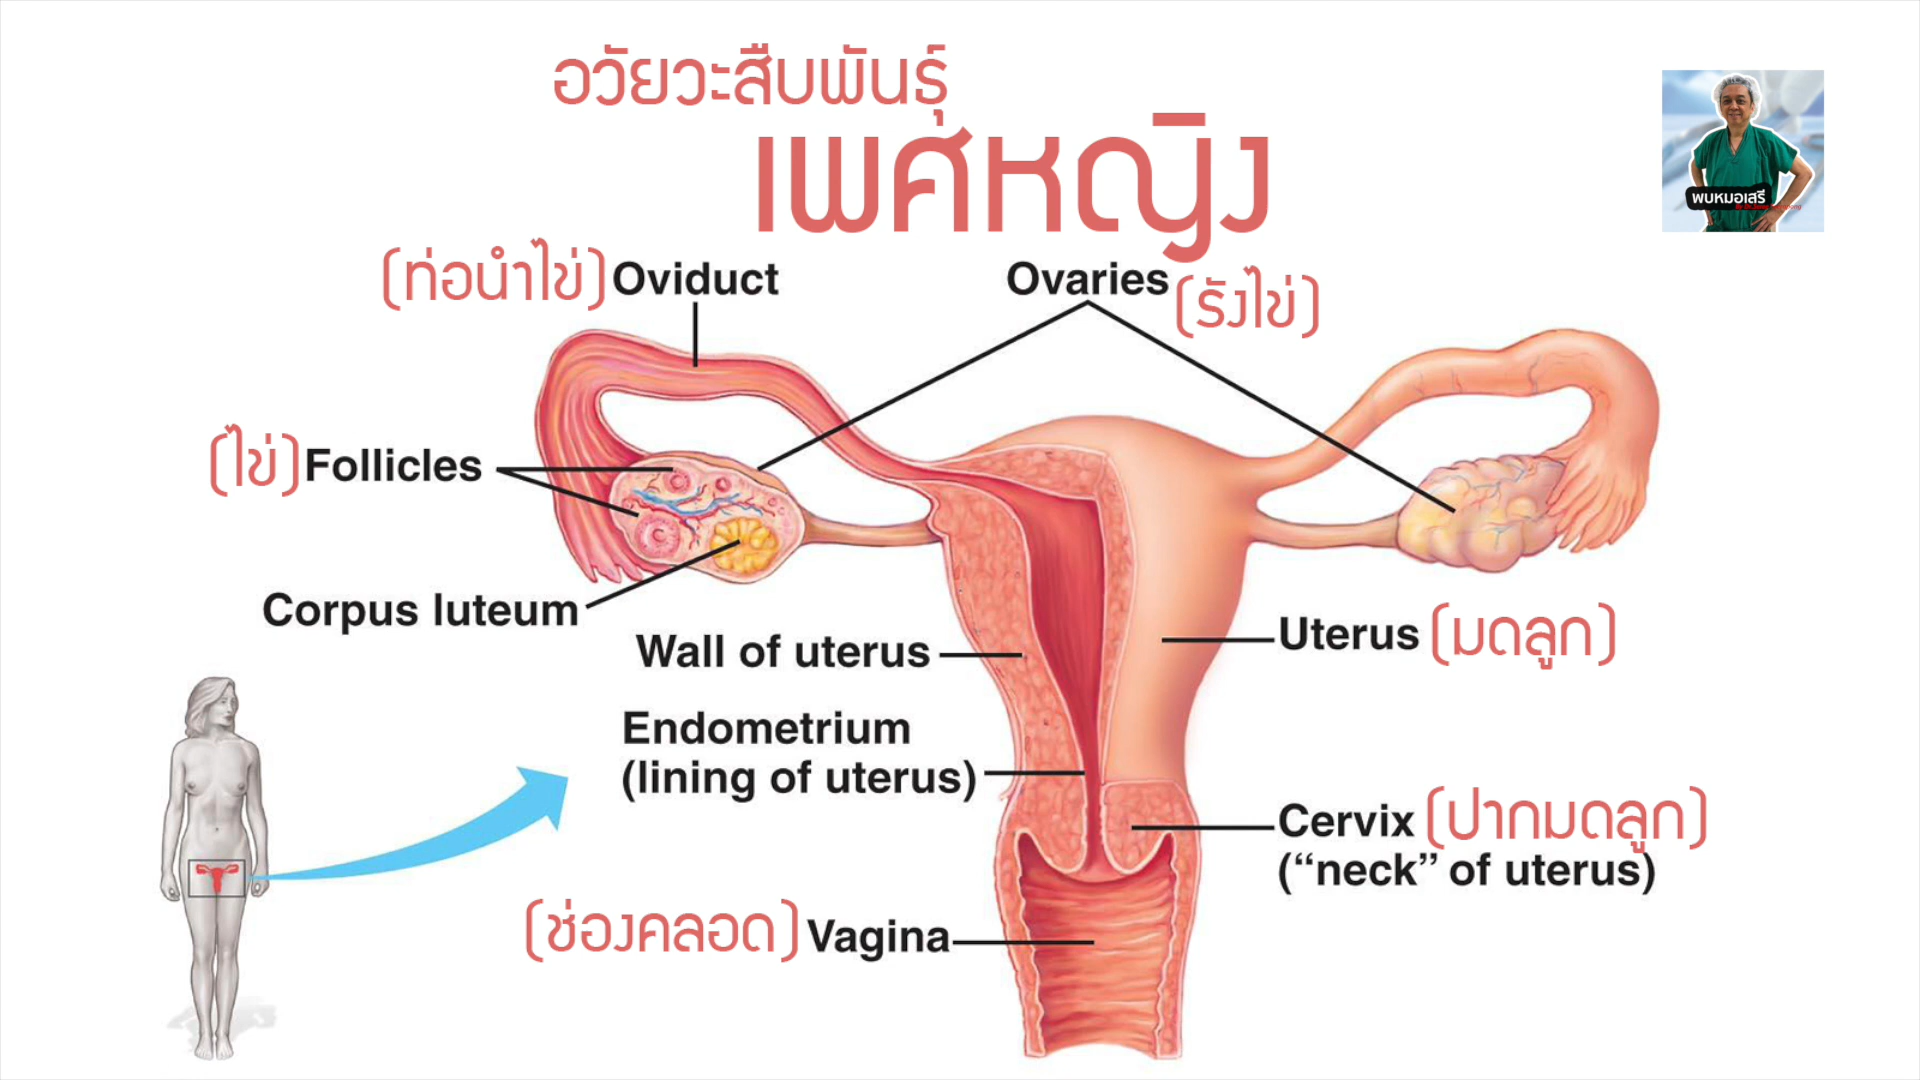 อวัยวะสืบพันธุ์
เพศหญิง
พบหมอเสรี
(ท่อนำไข่) Oviduct
Ovaries (รังไข่)
(ไข่) Follicles
Corpus luteum
Wall of uterus
Uterus (มดลูก)
Endometrium
(lining of uterus)
Cervix (ปากมดลูก)
(“neck” of uterus)
(ช่องคลอด) Vagina